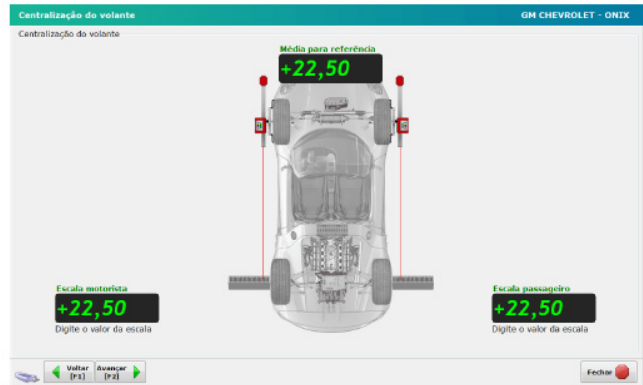 Centralização do volante
GM CHEVROLET - ONIX
Centralização do volante
Média para referência
+22,50
Escala motorista
+22,50
Digite o valor da escala
Escala passageiro
+22,50
Digite o valor da escala
Voltar
(F1)
Avançar
(F2)
Fechar